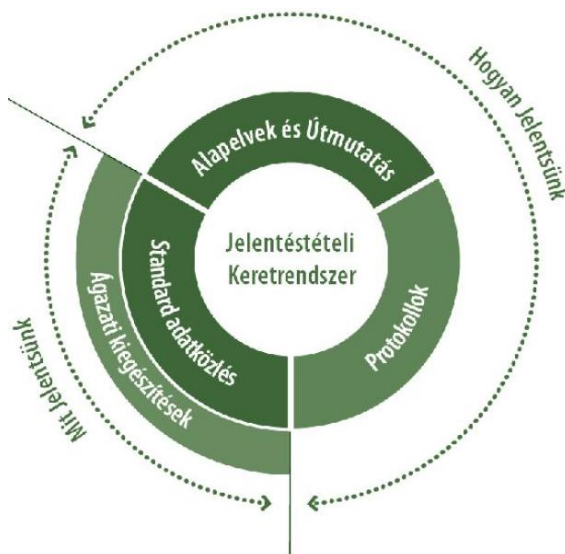 Hogyan Jelentsünk
Alapelvek és Útmutatás
Jelentéstételi
Keretrendszer
Standard adatközlés
Ágazati kiegészítések
Protokollok
Mit Jelentsünk